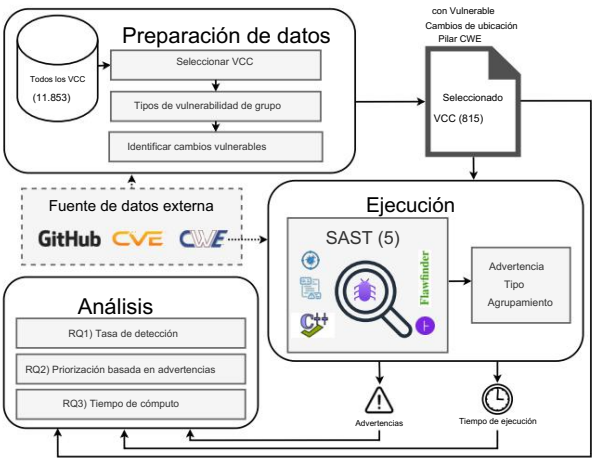 con Vulnerable
Cambios de ubicación
Pilar CWE
Preparación de datos
Todos los VCC
(11.853)
Seleccionar VCC
Tipos de vulnerabilidad de grupo
Identificar cambios vulnerables
Seleccionado
VCC (815)
Fuente de datos externa
GitHub CVE CWE
Ejecución
SAST (5)
Flawfinder
C++
Advertencia
Tipo
Agrupamiento
Análisis
RQ1) Tasa de detección
RQ2) Priorización basada en advertencias
RQ3) Tiempo de cómputo
Advertencias
Tiempo de ejecución